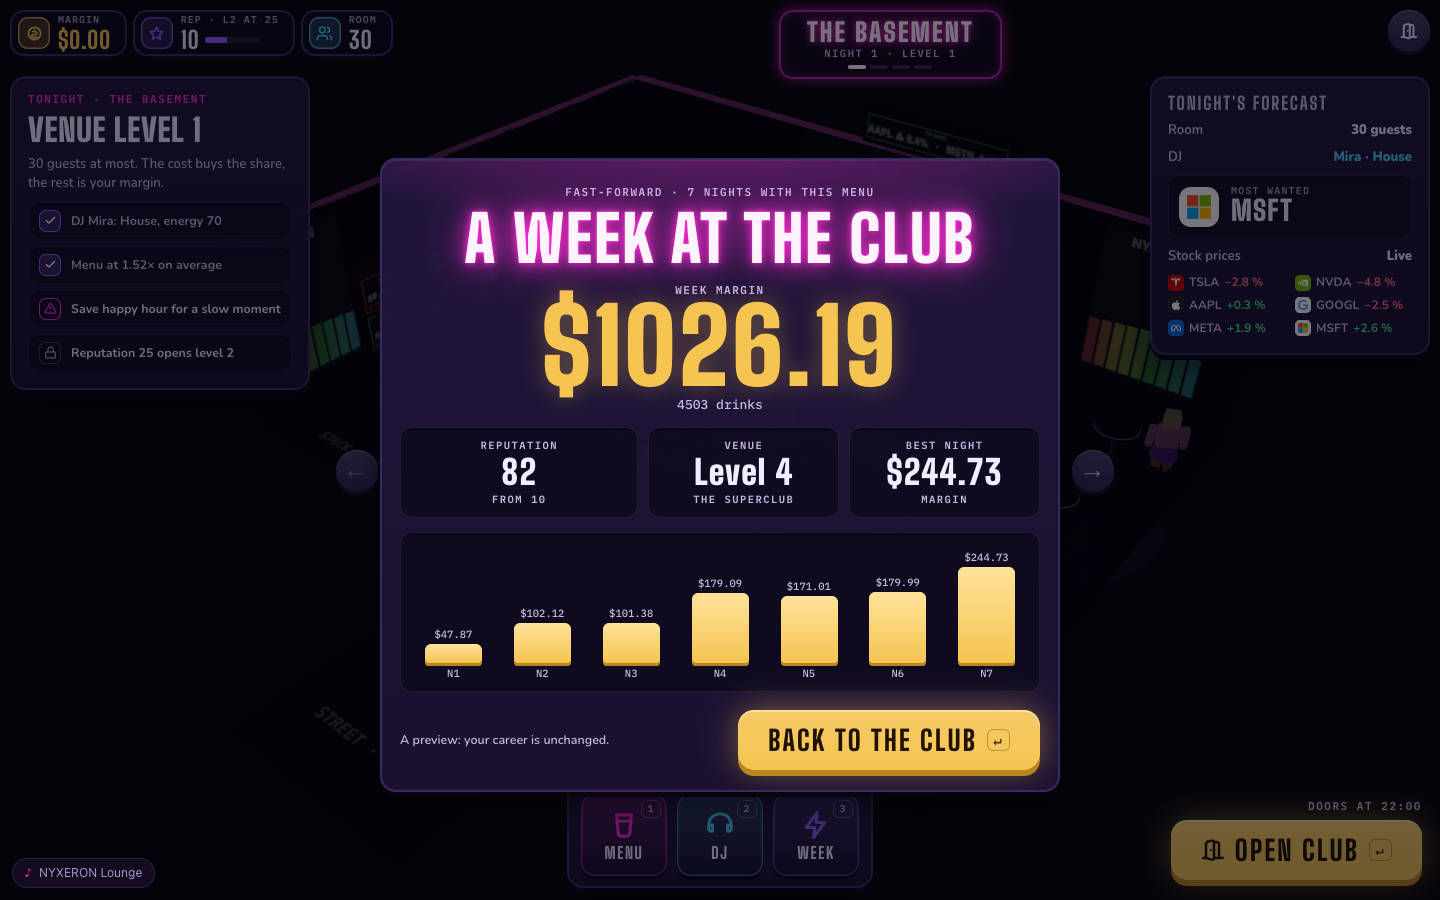 MARGIN
$0.00
REP · L2 AT 25
10
ROOM
30
THE BASEMENT
NIGHT 1 · LEVEL 1
TONIGHT · THE BASEMENT
VENUE LEVEL 1
30 guests at most. The cost buys the share,
the rest is your margin.
DJ Mira: House, energy 70
Menu at 1.52× on average
Save happy hour for a slow moment
Reputation 25 opens level 2
AAPL ▲ 0.4% · MSTR
TONIGHT'S FORECAST
Room 30 guests
DJ Mira · House
MOST WANTED
MSFT
Stock prices Live
TSLA −2.8 % NVDA −4.8 %
AAPL +0.3 % GOOGL −2.5 %
META +1.9 % MSFT +2.6 %
FAST-FORWARD · 7 NIGHTS WITH THIS MENU
A WEEK AT THE CLUB
WEEK MARGIN
$1026.19
4503 drinks
REPUTATION
82
FROM 10
VENUE
Level 4
THE SUPERCLUB
BEST NIGHT
$244.73
MARGIN
$47.87 $102.12 $101.38 $179.09 $171.01 $179.99 $244.73
N1 N2 N3 N4 N5 N6 N7
A preview: your career is unchanged.
BACK TO THE CLUB ↵
← →
NY
STOCK
STREET ·
1 2 3
MENU DJ WEEK
DOORS AT 22:00
OPEN CLUB ↵
♪ NYXERON Lounge